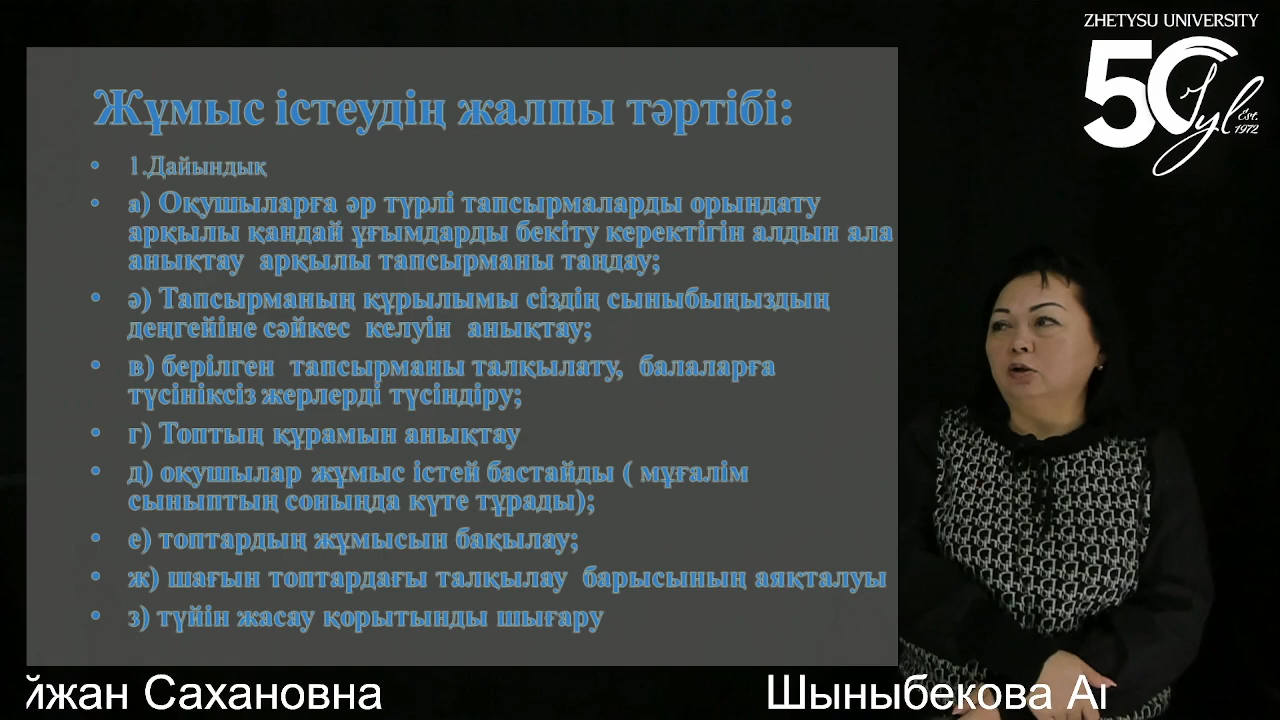 ZHETYSU UNIVERSITY
50
jyl
Est.
1972
Жұмыс істеудің жалпы тәртібі:
• 1.Дайындық
• а) Оқушыларға әр түрлі тапсырмаларды орындату
арқылы қандай ұғымдарды бекіту керектігін алдын ала
анықтау арқылы тапсырманы таңдау;
• ә) Тапсырманың құрылымы сіздің сыныбыңыздың
деңгейіне сәйкес келуін анықтау;
• в) берілген тапсырманы талқылату, балаларға
түсініксіз жерлерді түсіндіру;
• г) Топтың құрамын анықтау
• д) оқушылар жұмыс істей бастайды ( мұғалім
сыныптың соныңда күте тұрады);
• е) топтардың жұмысын бақылау;
• ж) шағын топтардағы талқылау барысының аяқталуы
• з) түйін жасау қорытынды шығару
йжан Сахановна Шыныбекова